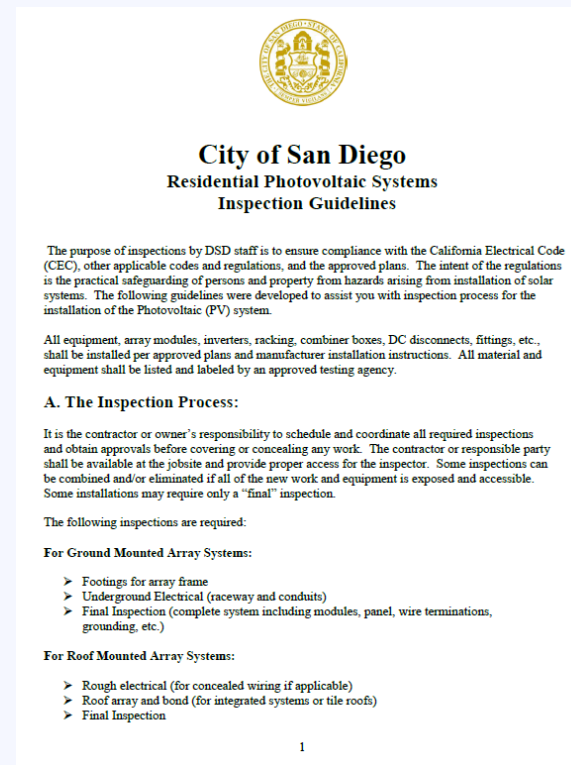 City of San Diego
Residential Photovoltaic Systems
Inspection Guidelines
The purpose of inspections by DSD staff is to ensure compliance with the California Electrical Code
(CEC), other applicable codes and regulations, and the approved plans. The intent of the regulations
is the practical safeguarding of persons and property from hazards arising from installation of solar
systems. The following guidelines were developed to assist you with inspection process for the
installation of the Photovoltaic (PV) system.
All equipment, array modules, inverters, racking, combiner boxes, DC disconnects, fittings, etc.,
shall be installed per approved plans and manufacturer installation instructions. All material and
equipment shall be listed and labeled by an approved testing agency.
A. The Inspection Process:
It is the contractor or owner's responsibility to schedule and coordinate all required inspections
and obtain approvals before covering or concealing any work. The contractor or responsible party
shall be available at the jobsite and provide proper access for the inspector. Some inspections can
be combined and/or eliminated if all of the new work and equipment is exposed and accessible.
Some installations may require only a "final" inspection.
The following inspections are required:
For Ground Mounted Array Systems:
➤ Footings for array frame
➤ Underground Electrical (raceway and conduits)
➤ Final Inspection (complete system including modules, panel, wire terminations,
grounding, etc.)
For Roof Mounted Array Systems:
➤ Rough electrical (for concealed wiring if applicable)
➤ Roof array and bond (for integrated systems or tile roofs)
➤ Final Inspection
1